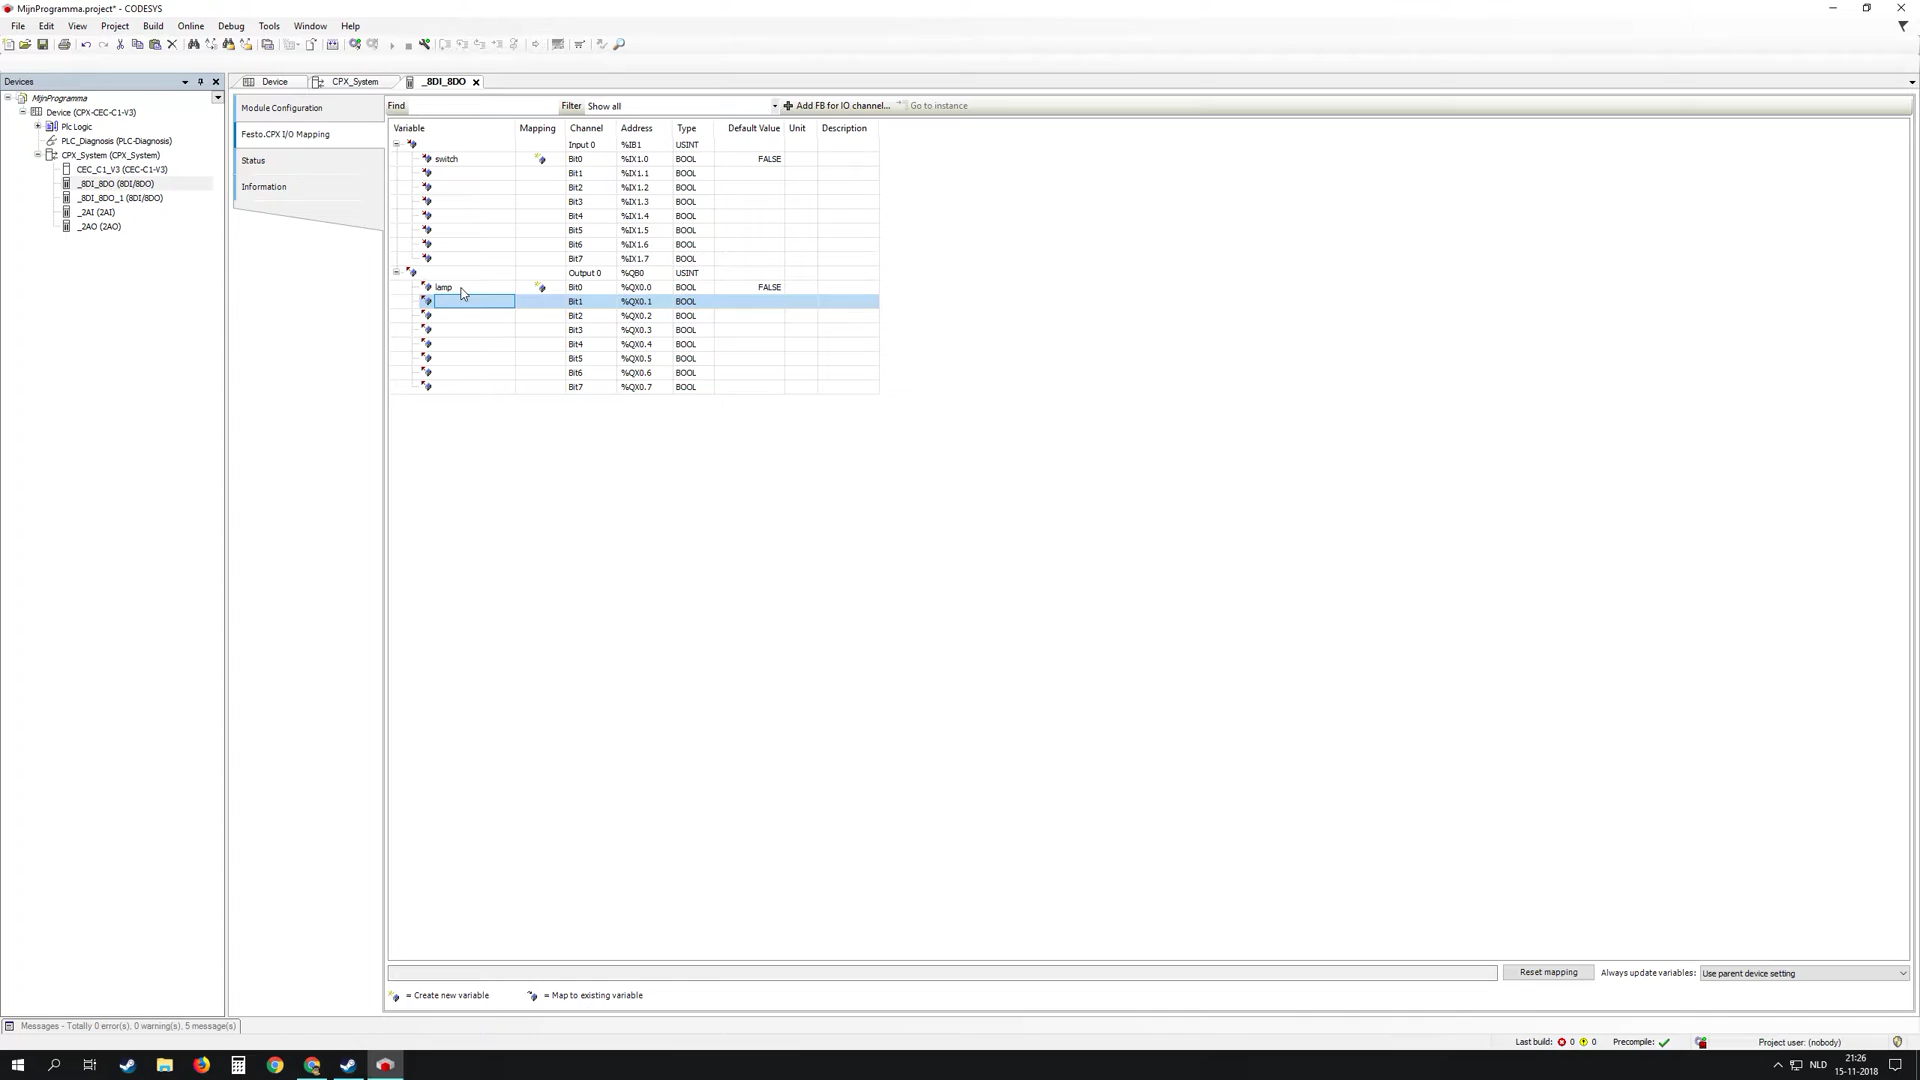 MijnProgramma.project* - CODESYS
File Edit View Project Build Online Debug Tools Window Help
Devices
MijnProgramma
Device (CPX-CEC-C1-V3)
Plc Logic
PLC_Diagnosis (PLC-Diagnosis)
CPX_System (CPX_System)
CEC_C1_V3 (CEC-C1-V3)
_8DI_8DO (8DI/8DO)
_8DI_8DO_1 (8DI/8DO)
_2AI (2AI)
_2AO (2AO)
Device CPX_System _8DI_8DO
Module Configuration
Festo.CPX I/O Mapping
Status
Information
Find Filter Show all Add FB for IO channel... Go to instance
Variable Mapping Channel Address Type Default Value Unit Description
Input 0 %IB1 USINT
switch Bit0 %IX1.0 BOOL FALSE
Bit1 %IX1.1 BOOL
Bit2 %IX1.2 BOOL
Bit3 %IX1.3 BOOL
Bit4 %IX1.4 BOOL
Bit5 %IX1.5 BOOL
Bit6 %IX1.6 BOOL
Bit7 %IX1.7 BOOL
Output 0 %QB0 USINT
lamp Bit0 %QX0.0 BOOL FALSE
Bit1 %QX0.1 BOOL
Bit2 %QX0.2 BOOL
Bit3 %QX0.3 BOOL
Bit4 %QX0.4 BOOL
Bit5 %QX0.5 BOOL
Bit6 %QX0.6 BOOL
Bit7 %QX0.7 BOOL
Reset mapping Always update variables: Use parent device setting
= Create new variable = Map to existing variable
Messages - Totally 0 error(s), 0 warning(s), 5 message(s)
Last build: 0 0 Precompile: Project user: (nobody)
NLD
21:26
15-11-2018